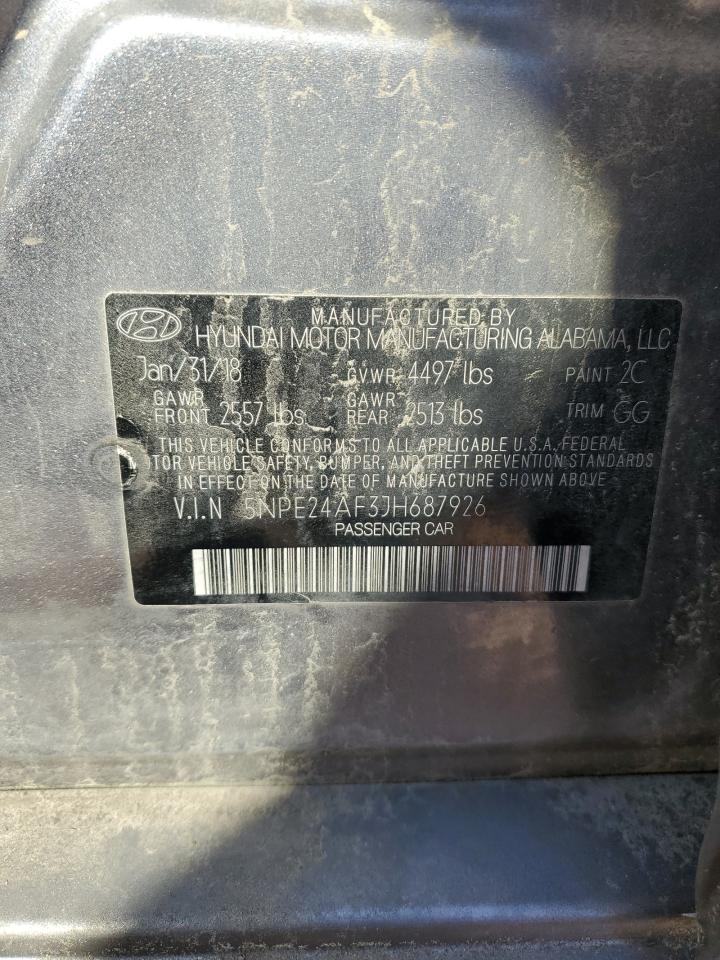 MANUFACTURED BY
HYUNDAI MOTOR MANUFACTURING ALABAMA, LLC
Jan/31/18 GVWR 4497 lbs PAINT 2C
GAWR FRONT 2557 lbs GAWR REAR 2513 lbs TRIM GG
THIS VEHICLE CONFORMS TO ALL APPLICABLE U.S.A. FEDERAL
TOR VEHICLE SAFETY, BUMPER, AND THEFT PREVENTION STANDARDS
IN EFFECT ON THE DATE OF MANUFACTURE SHOWN ABOVE.
V.I.N 5NPE24AF3JH687926
PASSENGER CAR